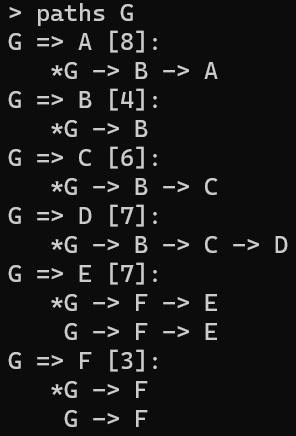 > paths G
G => A [8]:
   *G -> B -> A
G => B [4]:
   *G -> B
G => C [6]:
   *G -> B -> C
G => D [7]:
   *G -> B -> C -> D
G => E [7]:
   *G -> F -> E
    G -> F -> E
G => F [3]:
   *G -> F
    G -> F